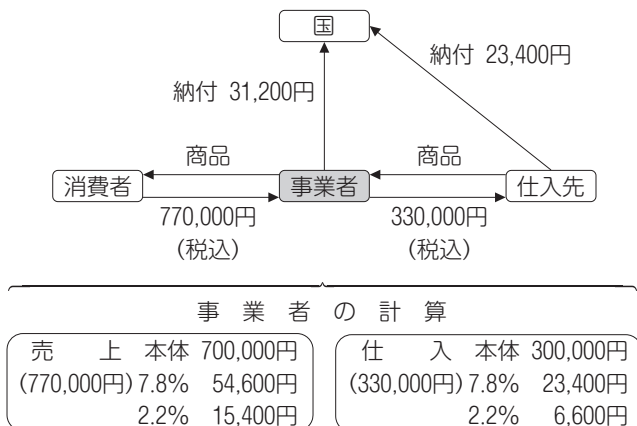 国
納付 31,200円
納付 23,400円
商品
商品
消費者
事業者
仕入先
770,000円
(税込)
330,000円
(税込)
事業者の計算
売上 本体 700,000円
(770,000円) 7.8% 54,600円
2.2% 15,400円
仕入 本体 300,000円
(330,000円) 7.8% 23,400円
2.2% 6,600円